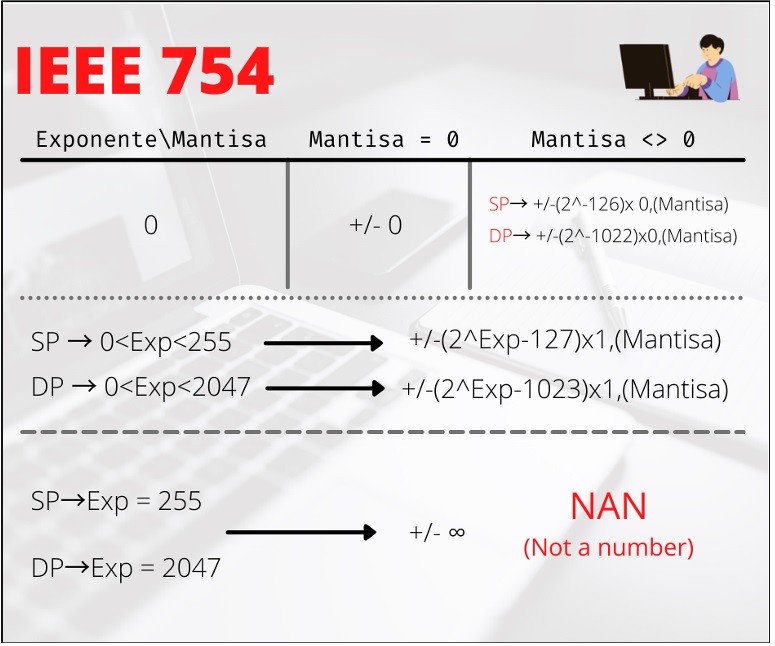 IEEE 754
Exponente\Mantisa Mantisa = 0 Mantisa <> 0
0 +/- 0 SP→ +/-(2^-126)x 0,(Mantisa)
DP→ +/-(2^-1022)x0,(Mantisa)
SP → 0<Exp<255 → +/-(2^Exp-127)x1,(Mantisa)
DP → 0<Exp<2047 → +/-(2^Exp-1023)x1,(Mantisa)
SP→Exp = 255
→ +/- ∞ NAN
(Not a number)
DP→Exp = 2047